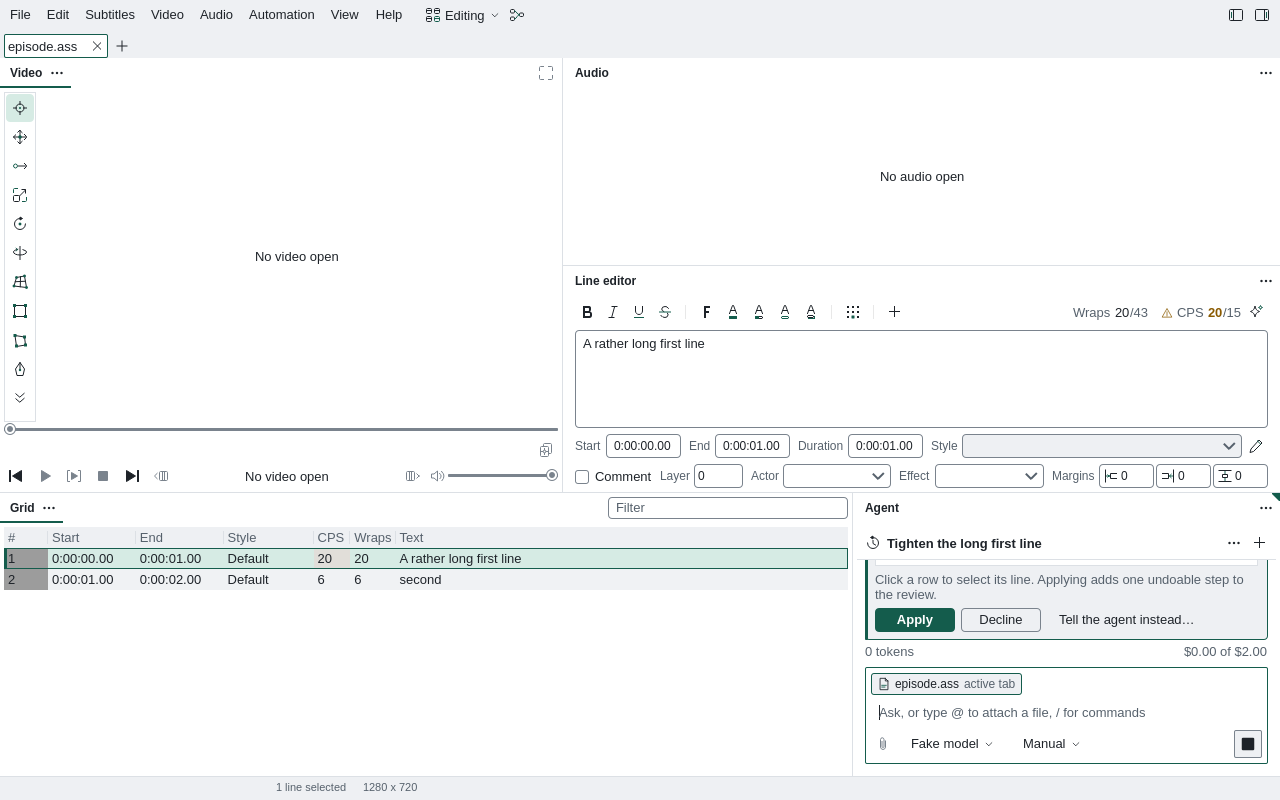 File Edit Subtitles Video Audio Automation View Help Editing
episode.ass
Video
Audio
No video open
No audio open
Line editor
B I U S F A A A A Wraps 20/43 CPS 20/15
A rather long first line
Start 0:00:00.00 End 0:00:01.00 Duration 0:00:01.00 Style
Comment Layer 0 Actor Effect Margins 0 0 0
No video open
Grid
Filter
# Start End Style CPS Wraps Text
1 0:00:00.00 0:00:01.00 Default 20 20 A rather long first line
2 0:00:01.00 0:00:02.00 Default 6 6 second
Agent
Tighten the long first line
Click a row to select its line. Applying adds one undoable step to
the review.
Apply Decline Tell the agent instead…
0 tokens $0.00 of $2.00
episode.ass active tab
Ask, or type @ to attach a file, / for commands
Fake model Manual
1 line selected 1280 x 720